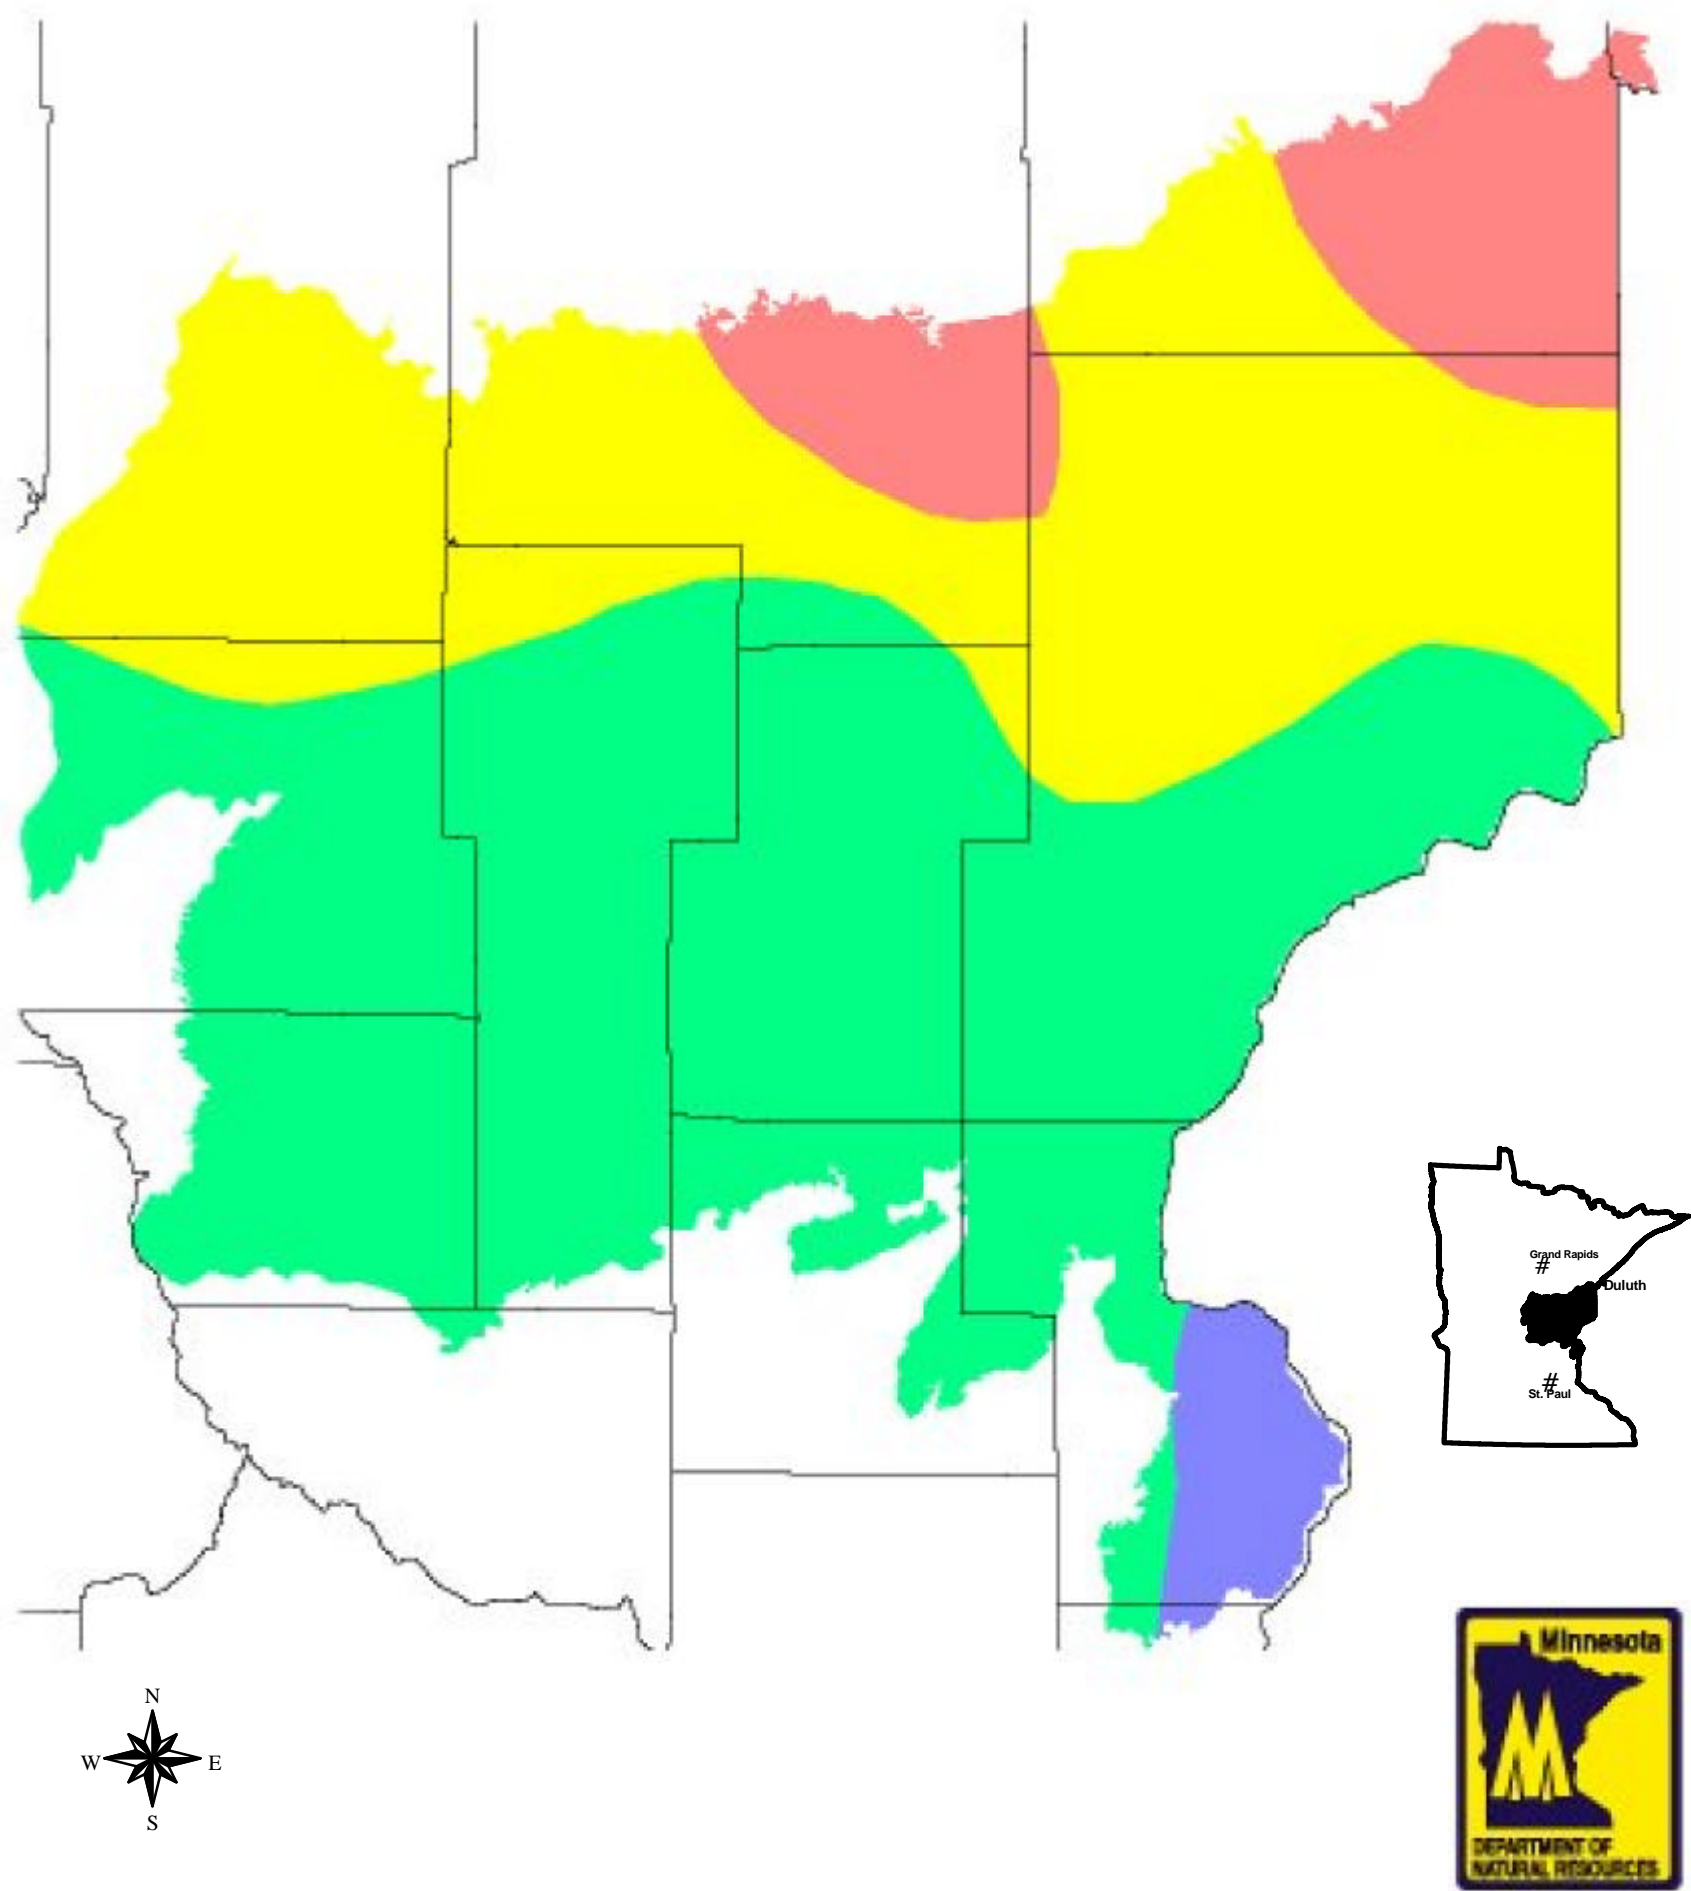 Grand Rapids
#
Duluth
#
St. Paul
Minnesota
DEPARTMENT OF
NATURAL RESOURCES
N
W
E
S